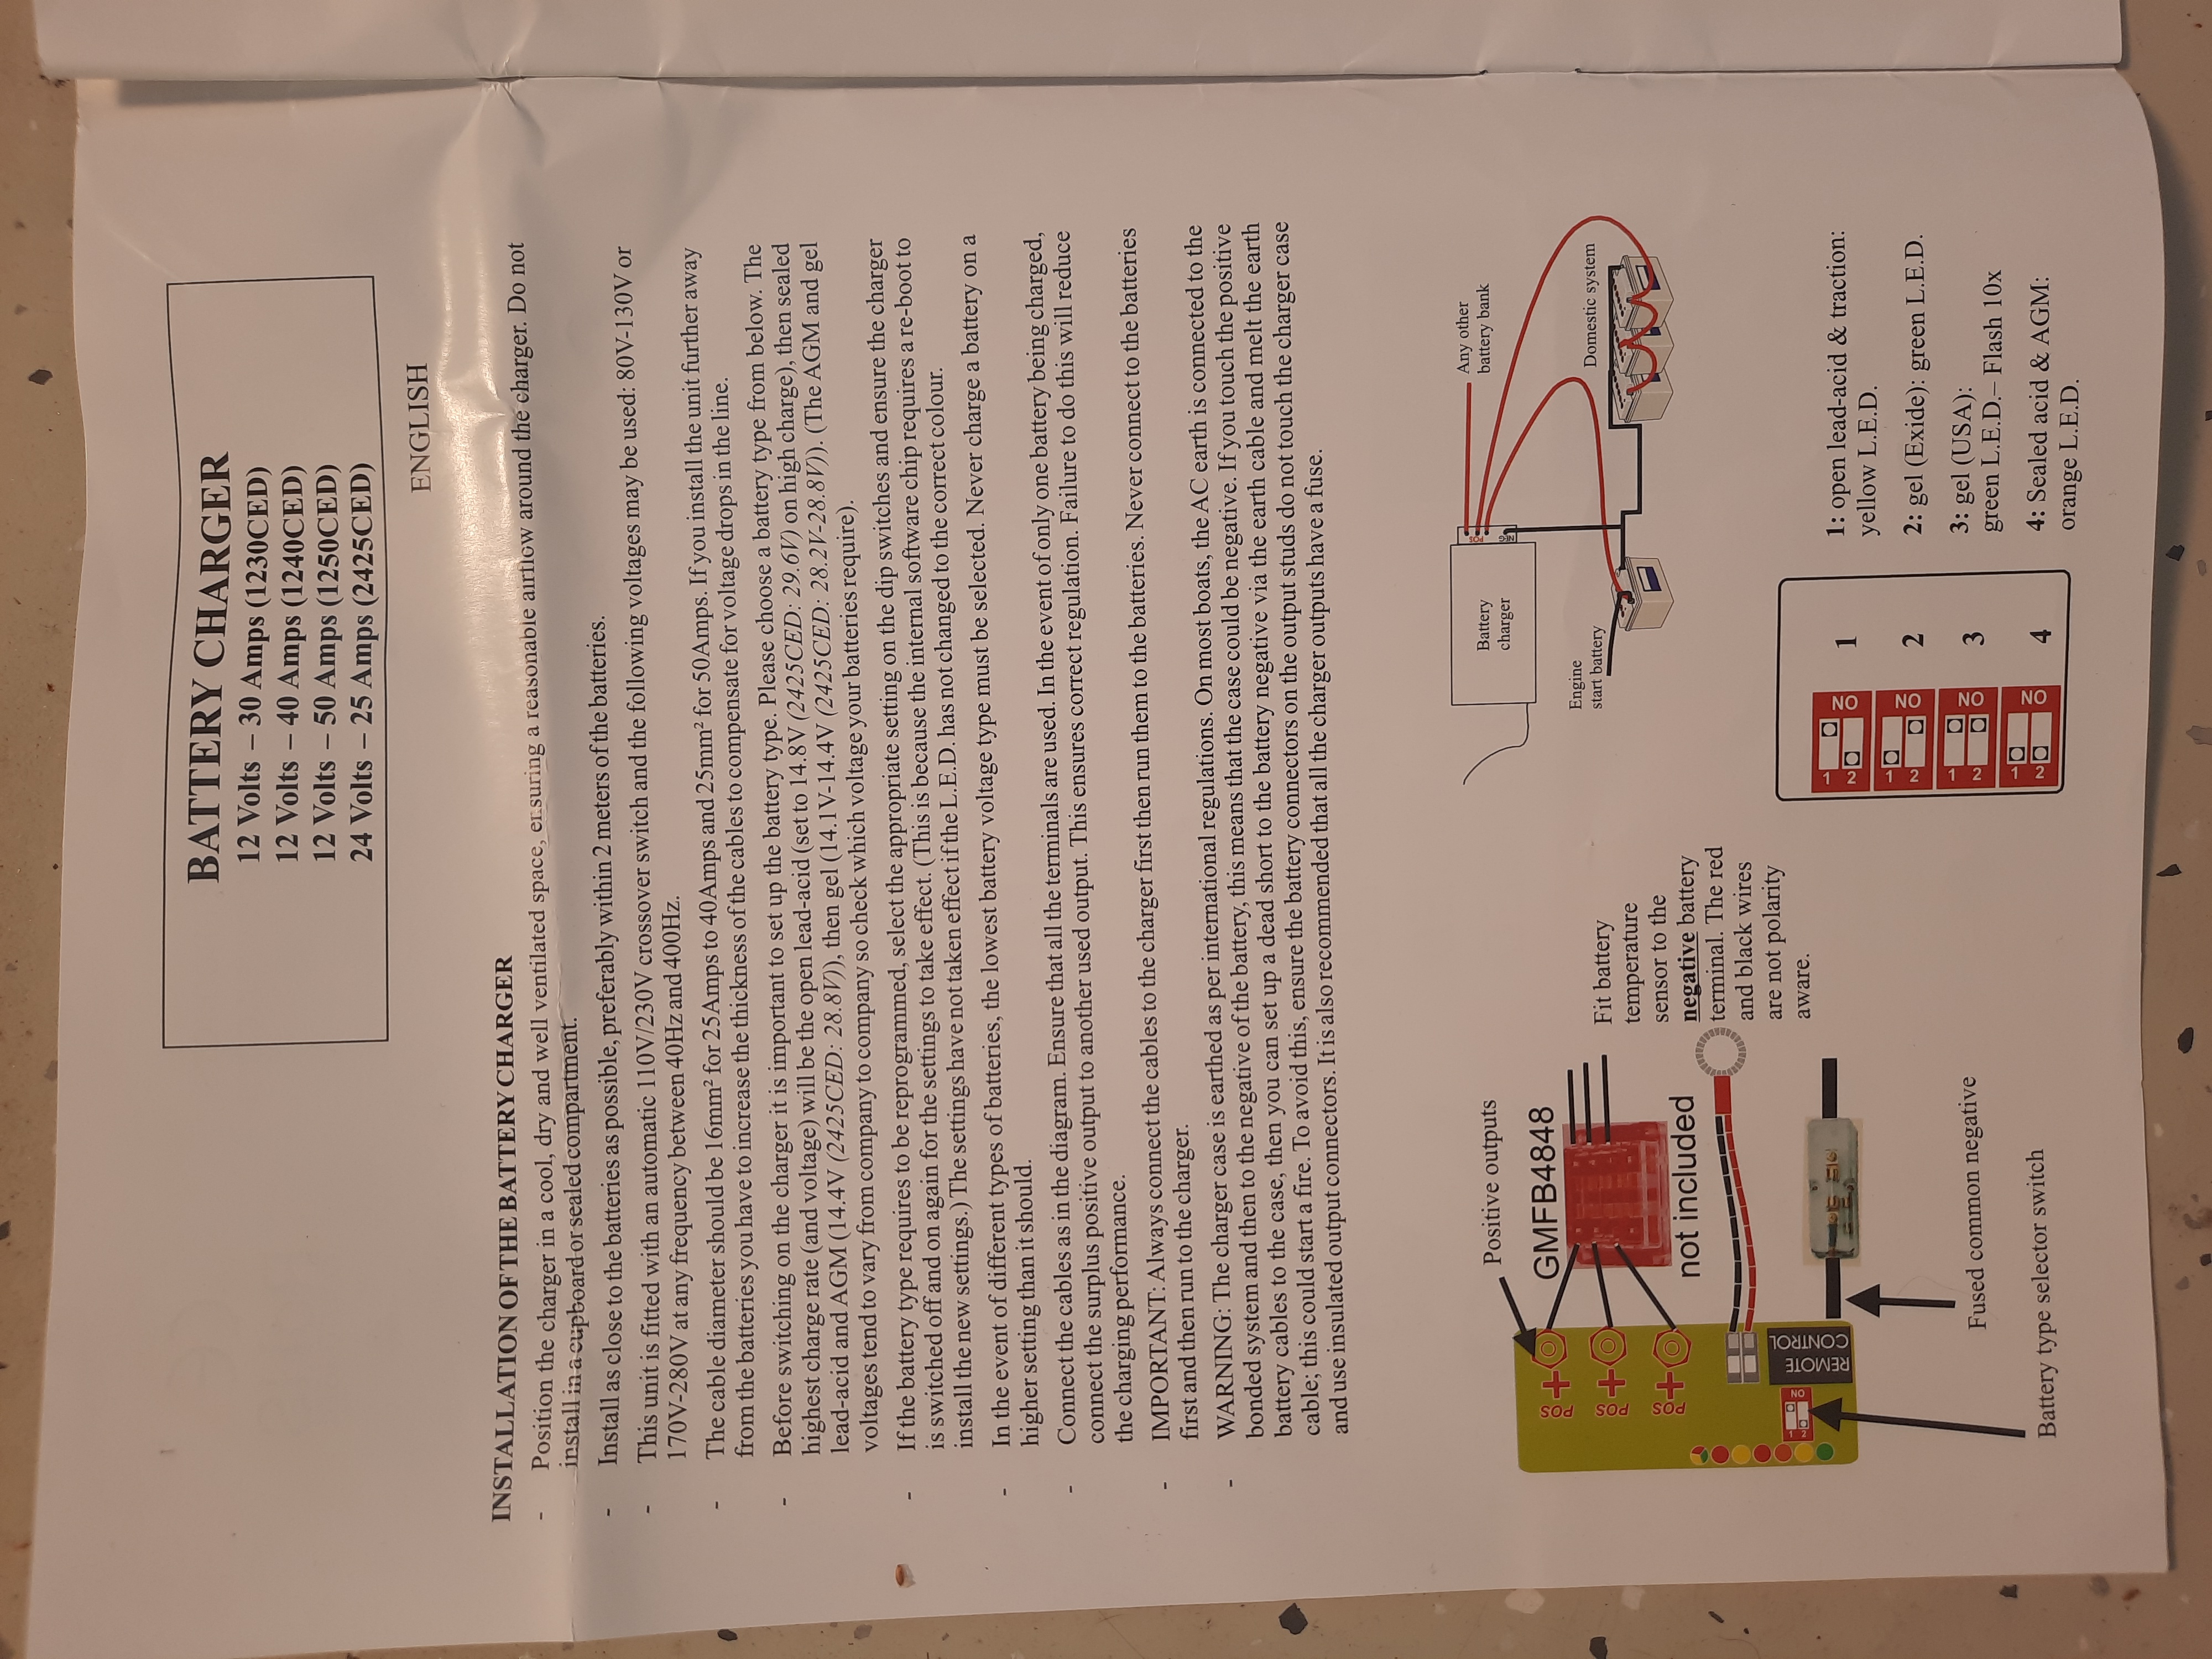 BATTERY CHARGER
12 Volts – 30 Amps (1230CED)
12 Volts – 40 Amps (1240CED)
12 Volts – 50 Amps (1250CED)
24 Volts – 25 Amps (2425CED)
ENGLISH
INSTALLATION OF THE BATTERY CHARGER
- Position the charger in a cool, dry and well ventilated space, ensuring a reasonable airflow around the charger. Do not
install in a cupboard or sealed compartment.
- Install as close to the batteries as possible, preferably within 2 meters of the batteries.
- This unit is fitted with an automatic 110V/230V crossover switch and the following voltages may be used: 80V-130V or
170V-280V at any frequency between 40Hz and 400Hz.
- The cable diameter should be 16mm² for 25Amps to 40Amps and 25mm² for 50Amps. If you install the unit further away
from the batteries you have to increase the thickness of the cables to compensate for voltage drops in the line.
- Before switching on the charger it is important to set up the battery type. Please choose a battery type from below. The
highest charge rate (and voltage) will be the open lead-acid (set to 14.8V (2425CED: 29.6V) on high charge), then sealed
lead-acid and AGM (14.4V (2425CED: 28.8V)), then gel (14.1V-14.4V (2425CED: 28.2V-28.8V)). (The AGM and gel
voltages tend to vary from company to company so check which voltage your batteries require).
- If the battery type requires to be reprogrammed, select the appropriate setting on the dip switches and ensure the charger
is switched off and on again for the settings to take effect. (This is because the internal software chip requires a re-boot to
install the new settings.) The settings have not taken effect if the L.E.D. has not changed to the correct colour.
- In the event of different types of batteries, the lowest battery voltage type must be selected. Never charge a battery on a
higher setting than it should.
- Connect the cables as in the diagram. Ensure that all the terminals are used. In the event of only one battery being charged,
connect the surplus positive output to another used output. This ensures correct regulation. Failure to do this will reduce
the charging performance.
- IMPORTANT: Always connect the cables to the charger first then run them to the batteries. Never connect to the batteries
first and then run to the charger.
- WARNING: The charger case is earthed as per international regulations. On most boats, the AC earth is connected to the
bonded system and then to the negative of the battery, this means that the case could be negative. If you touch the positive
battery cables to the case, then you can set up a dead short to the battery negative via the earth cable and melt the earth
cable; this could start a fire. To avoid this, ensure the battery connectors on the output studs do not touch the charger case
and use insulated output connectors. It is also recommended that all the charger outputs have a fuse.
Positive outputs
POS +
POS +
POS +
GMFB4848
not included
Fit battery
temperature
sensor to the
negative battery
terminal. The red
and black wires
are not polarity
aware.
1 2 ON
REMOTE
CONTROL
Fused common negative
Battery type selector switch
Battery
charger
POS
NEG
Any other
battery bank
Engine
start battery
Domestic system
1 2 ON 1
1 2 ON 2
1 2 ON 3
1 2 ON 4
1: open lead-acid & traction:
yellow L.E.D.
2: gel (Exide): green L.E.D.
3: gel (USA):
green L.E.D.– Flash 10x
4: Sealed acid & AGM:
orange L.E.D.